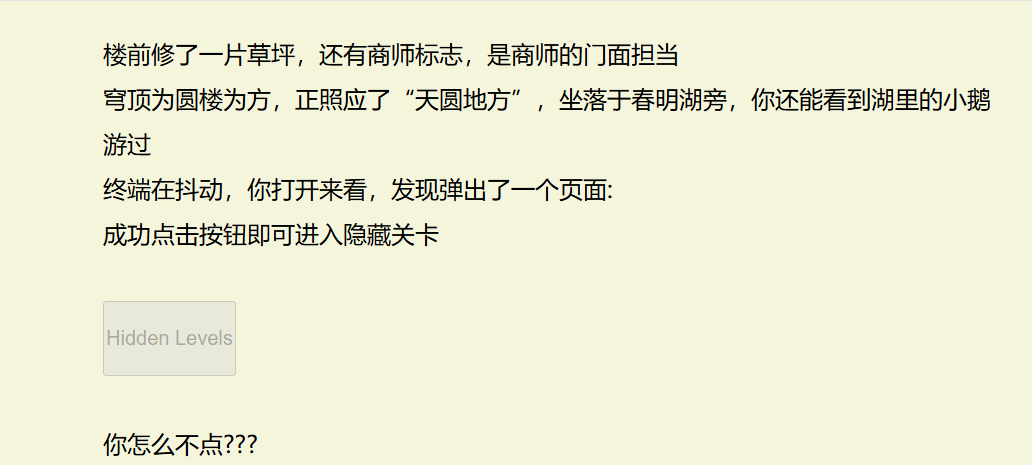 楼前修了一片草坪，还有商师标志，是商师的门面担当
穹顶为圆楼为方，正照应了“天圆地方”，坐落于春明湖旁，你还能看到湖里的小鹅
游过
终端在抖动，你打开来看，发现弹出了一个页面:
成功点击按钮即可进入隐藏关卡
Hidden Levels
你怎么不点???